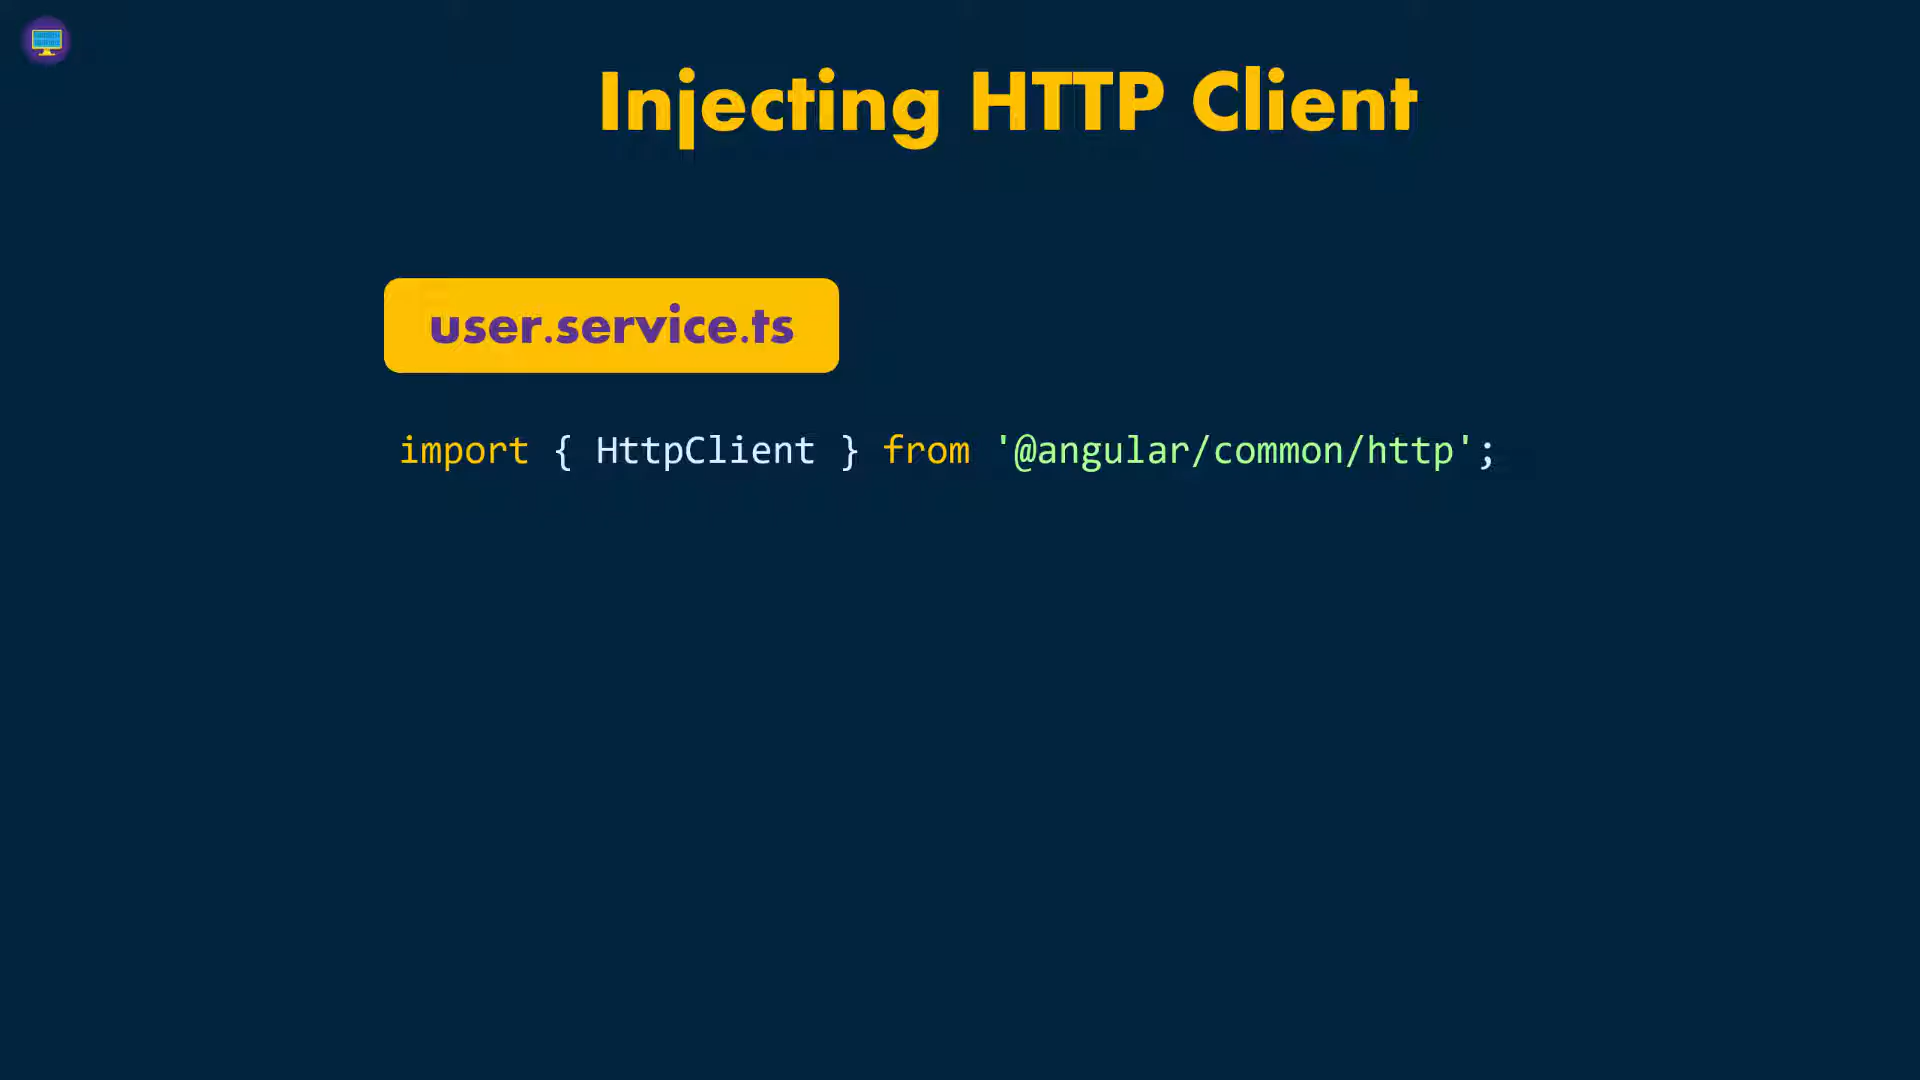 Injecting HTTP Client
user.service.ts
import { HttpClient } from '@angular/common/http';